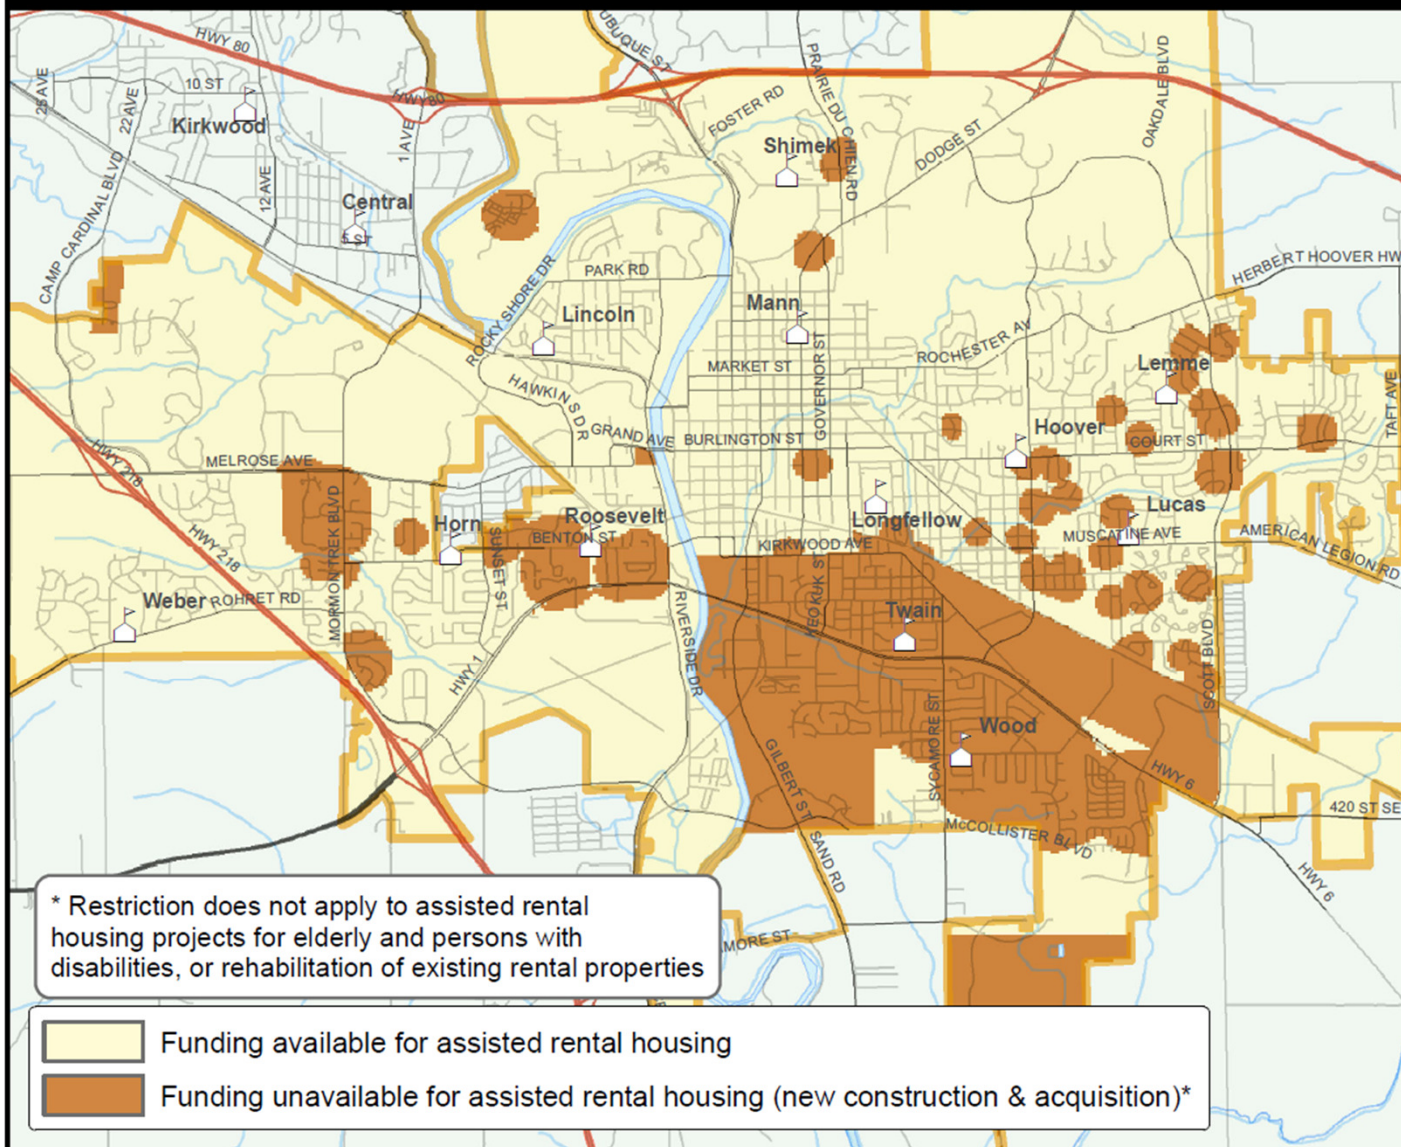 HWY 80
UBUQUE ST
25 AVE
10 ST
22 AVE
HWY80
Kirkwood
1 AVE
FOSTER RD
PRAIRIE DU CHIEN RD
OAKDALE BLVD
DODGE ST
Shimek
12 AVE
Central
5 ST
CAMP CARDINAL BLVD
HERBERT HOOVER HW
PARK RD
ROCKY SHORE DR
Lincoln
Mann
ROCHESTER AV
MARKET ST
GOVERNOR ST
Lemme
TAFT AVE
HAWKINS DR
GRAND AVE
BURLINGTON ST
Hoover
COURT ST
MELROSE AVE
HWY 218
MORMON TREK BLVD
Horn
Roosevelt
BENTON ST
SUNSET ST
Longfellow
Lucas
MUSCATINE AVE
AMERICAN LEGION RD
KIRKWOOD AVE
KEOKUK ST
HWY 218
Weber
ROHRET RD
RIVERSIDE DR
Twain
SCOTT BLVD
HWY 1
SYCAMORE ST
Wood
GILBERT ST
HWY 6
420 ST SE
McCOLLISTER BLVD
SAND RD
HWY 6
MORE ST
* Restriction does not apply to assisted rental
housing projects for elderly and persons with
disabilities, or rehabilitation of existing rental properties
Funding available for assisted rental housing
Funding unavailable for assisted rental housing (new construction & acquisition)*